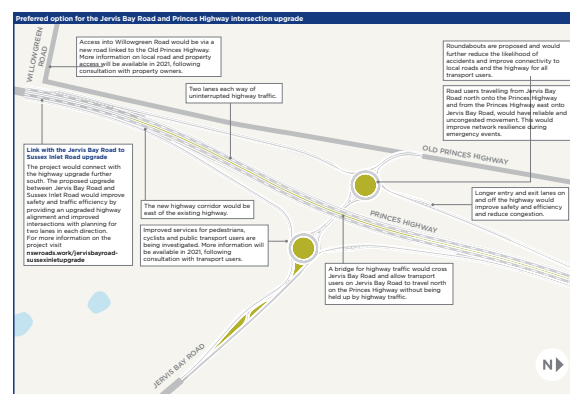 Preferred option for the Jervis Bay Road and Princes Highway intersection upgrade
WILLOWGREEN
ROAD
Access into Willowgreen Road would be via a
new road linked to the Old Princes Highway.
More information on local road and property
access will be available in 2021, following
consultation with property owners.
Roundabouts are proposed and would
further reduce the likelihood of
accidents and improve connectivity to
local roads and the highway for all
transport users.
Two lanes each way of
uninterrupted highway traffic.
Road users travelling from Jervis Bay
Road north onto the Princes Highway
and from the Princes Highway east onto
Jervis Bay Road, would have reliable and
uncongested movement. This would
improve network resilience during
emergency events.
Link with the Jervis Bay Road to
Sussex Inlet Road upgrade
The project would connect with
the highway upgrade further
south. The proposed upgrade
between Jervis Bay Road and
Sussex Inlet Road would improve
safety and traffic efficiency by
providing an upgraded highway
alignment and improved
intersections with planning for
two lanes in each direction.
For more information on the
project visit
nswroads.work/jervisbayroad-
sussexinletupgrade
OLD PRINCES HIGHWAY
Longer entry and exit lanes on
and off the highway would
improve safety and efficiency
and reduce congestion.
The new highway corridor would be
east of the existing highway.
PRINCES HIGHWAY
Improved services for pedestrians,
cyclists and public transport users are
being investigated. More information will
be available in 2021, following
consultation with transport users.
A bridge for highway traffic would cross
Jervis Bay Road and allow transport
users on Jervis Bay Road to travel north
on the Princes Highway without being
held up by highway traffic.
JERVIS BAY ROAD
N